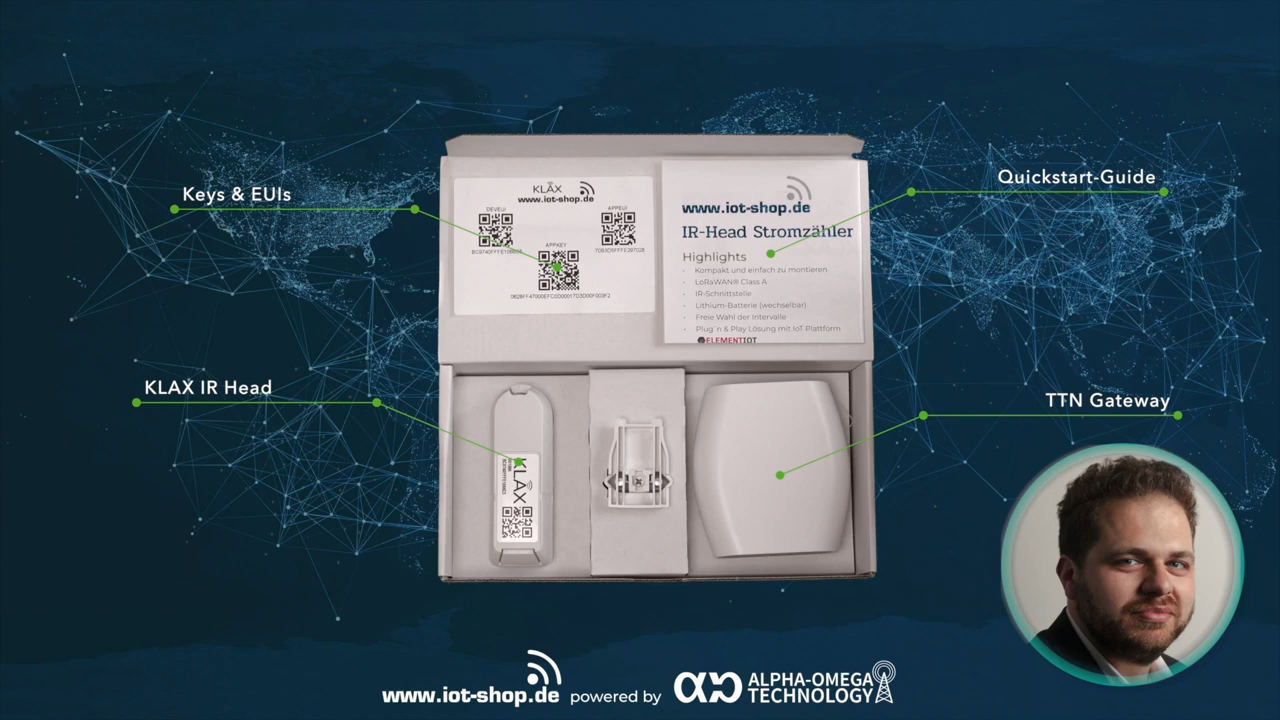 Keys & EUIs
Quickstart-Guide
KLAX
www.iot-shop.de
DEVEUI
APPEUI
APPKEY
www.iot-shop.de
IR-Head Stromzähler
Highlights
· Kompakt und einfach zu montieren
· LoRaWAN® Class A
· IR-Schnittstelle
· Lithium-Batterie (wechselbar)
· Freie Wahl der Intervalle
· Plug´n & Play Lösung mit IoT Plattform
ELEMENTIOT
KLAX IR Head
TTN Gateway
KLAX
www.iot-shop.de powered by ALPHA-OMEGA TECHNOLOGY